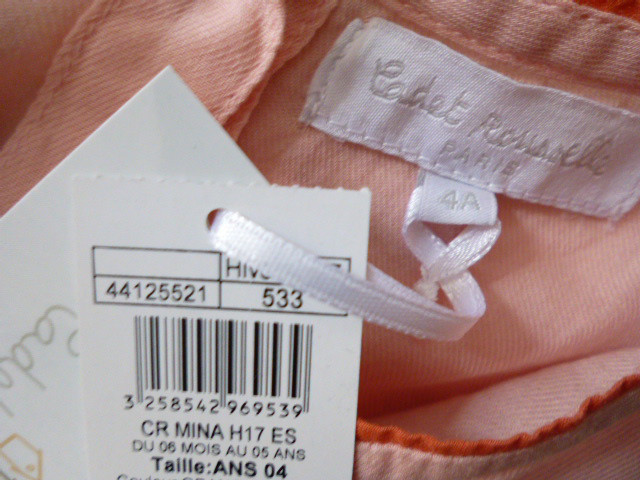 Cadet Rousselle
PARIS
4A
44125521 533
3 258542 969539
CR MINA H17 ES
DU 06 MOIS AU 05 ANS
Taille:ANS 04